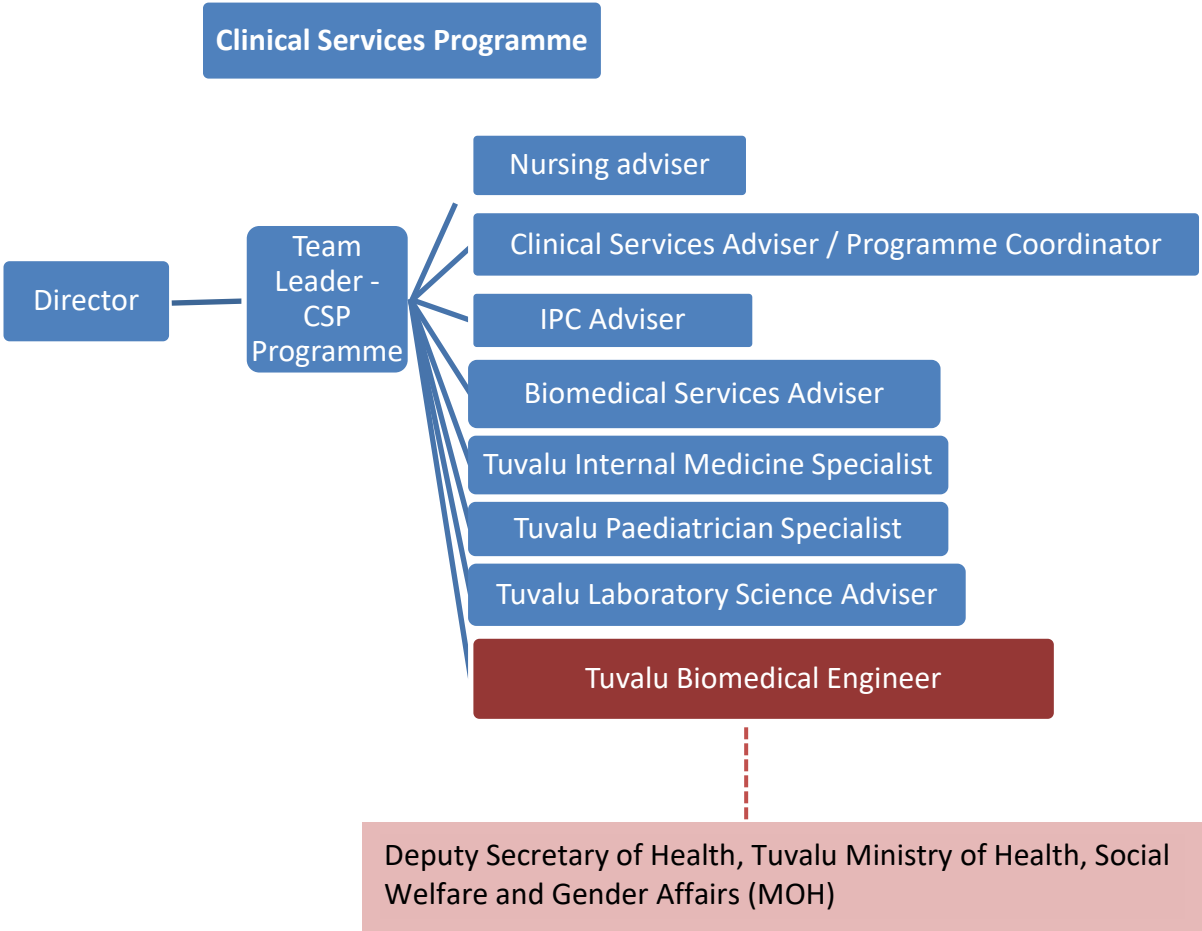 Clinical Services Programme
Nursing adviser
Clinical Services Adviser / Programme Coordinator
Team
Leader -
CSP
Programme
Director
IPC Adviser
Biomedical Services Adviser
Tuvalu Internal Medicine Specialist
Tuvalu Paediatrician Specialist
Tuvalu Laboratory Science Adviser
Tuvalu Biomedical Engineer
Deputy Secretary of Health, Tuvalu Ministry of Health, Social
Welfare and Gender Affairs (MOH)